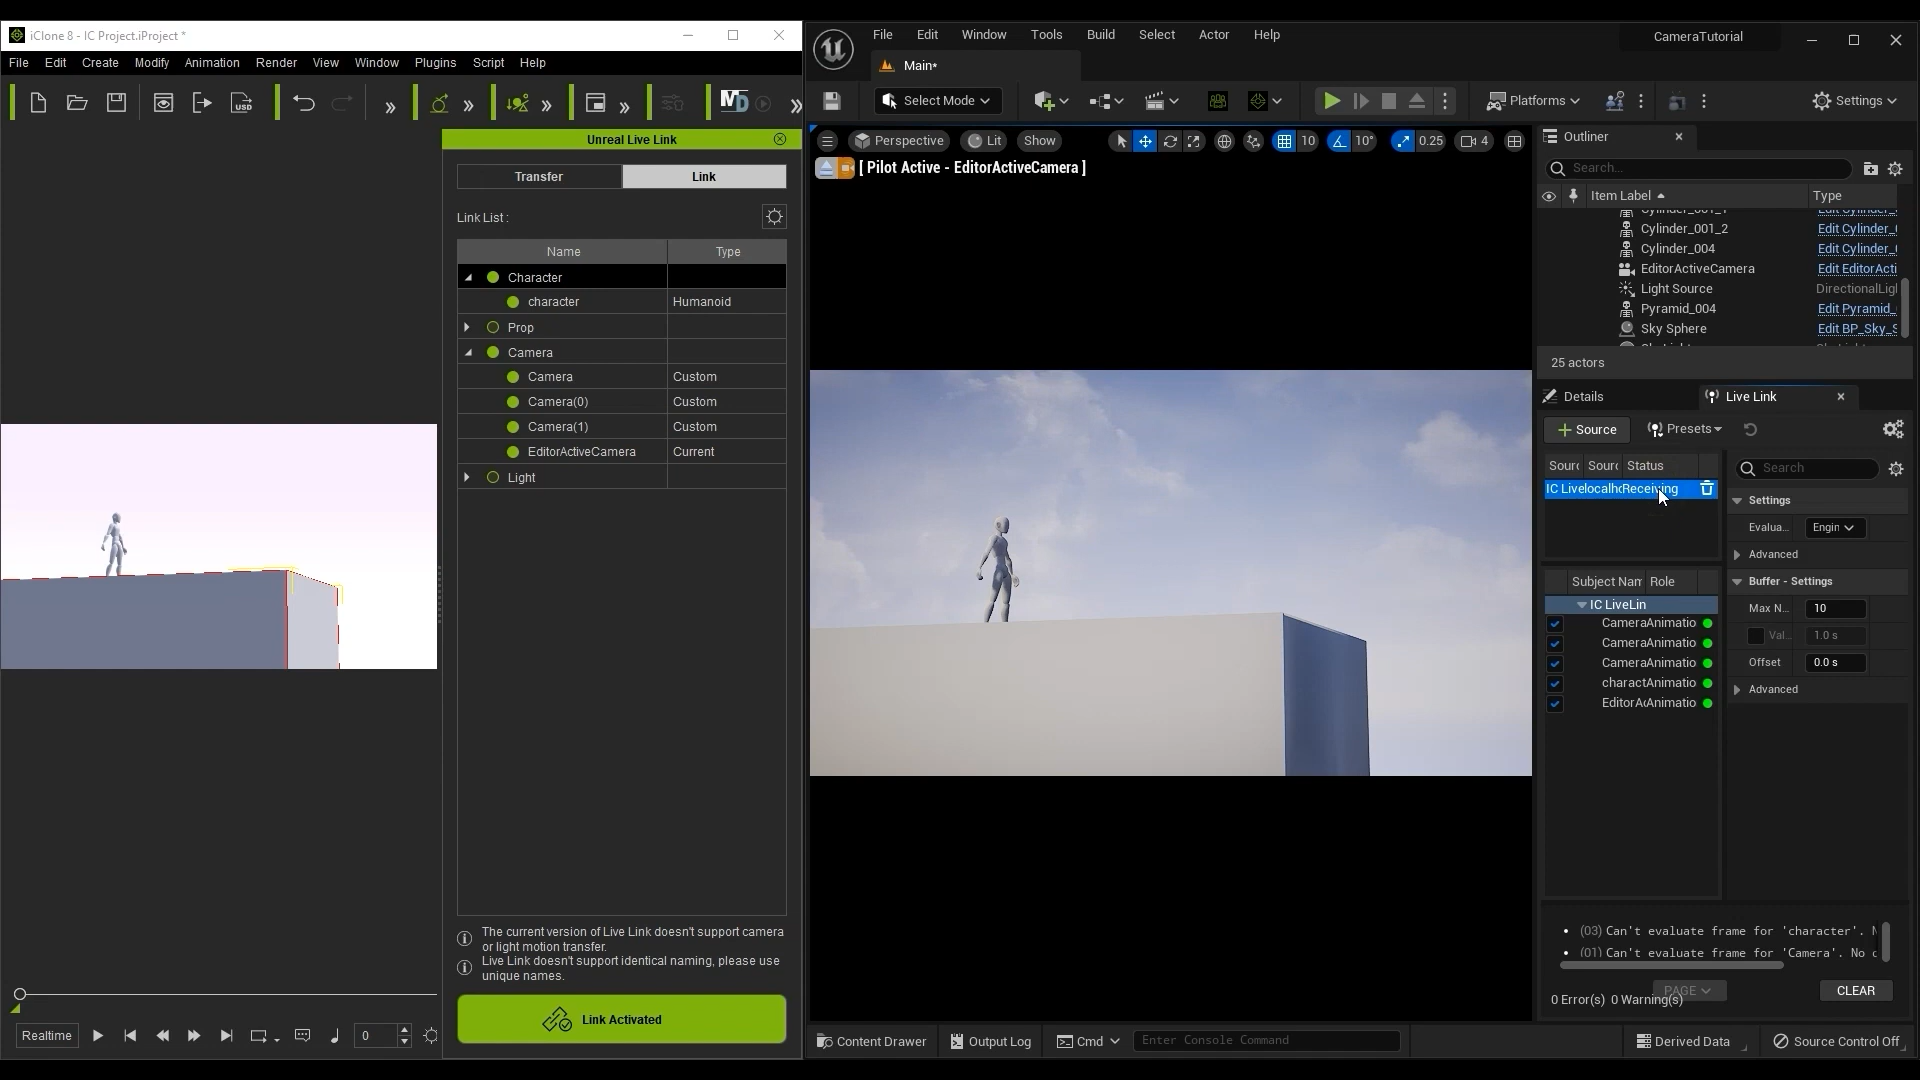 iClone 8 - IC Project.iProject *
File Edit Create Modify Animation Render View Window Plugins Script Help
USD
MD
Unreal Live Link
Transfer Link
Link List :
Name Type
Character
character Humanoid
Prop
Camera
Camera Custom
Camera(0) Custom
Camera(1) Custom
EditorActiveCamera Current
Light
The current version of Live Link doesn't support camera
or light motion transfer.
Live Link doesn't support identical naming, please use
unique names.
Link Activated
Realtime 0
File Edit Window Tools Build Select Actor Help
CameraTutorial
Main*
Select Mode
Platforms
Settings
Perspective Lit Show 10 10° 0.25 4
[ Pilot Active - EditorActiveCamera ]
Content Drawer Output Log Cmd Enter Console Command Derived Data Source Control Off
Outliner
Search...
Item Label Type
Cylinder_001_2 Edit Cylinder_
Cylinder_004 Edit Cylinder_
EditorActiveCamera Edit EditorActi
Light Source DirectionalLig
Pyramid_004 Edit Pyramid_
Sky Sphere Edit BP_Sky_S
25 actors
Details Live Link
Source Presets
Sourc Sourc Status
IC LivelocalhReceiving
Search
Settings
Evalua... Engin
Advanced
Buffer - Settings
Max N... 10
Val... 1.0 s
Offset 0.0 s
Advanced
Subject Nam Role
IC LiveLin
CameraAnimatio
CameraAnimatio
CameraAnimatio
charactAnimatio
EditorAcAnimatio
(03) Can't evaluate frame for 'character'. N
(01) Can't evaluate frame for 'Camera'. No
0 Error(s) 0 Warning(s)
PAGE
CLEAR